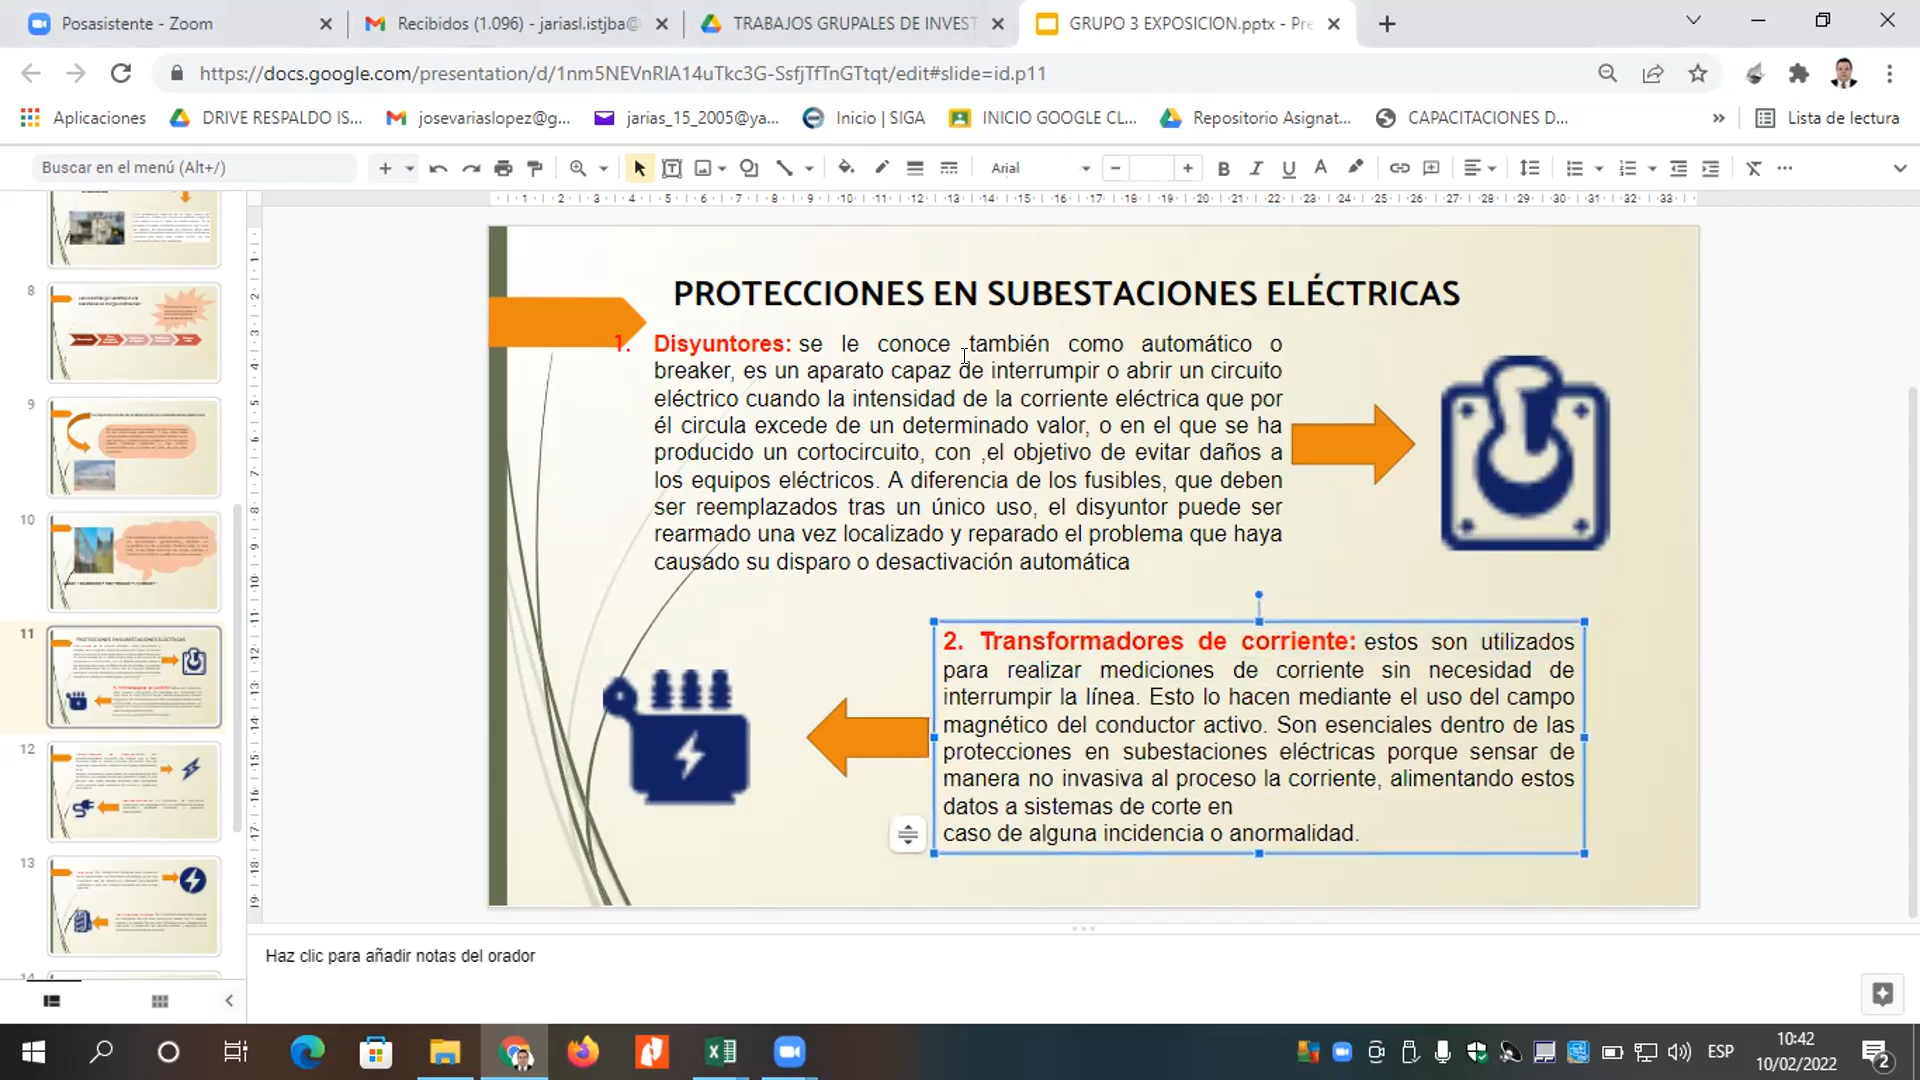 Posasistente - Zoom
Recibidos (1.096) - jariasl.istjba@
TRABAJOS GRUPALES DE INVEST
GRUPO 3 EXPOSICION.pptx - Pre
https://docs.google.com/presentation/d/1nm5NEVnRIA14uTkc3G-SsfjTfTnGTtqt/edit#slide=id.p11
Aplicaciones
DRIVE RESPALDO IS...
josevariaslopez@g...
jarias_15_2005@ya...
Inicio | SIGA
INICIO GOOGLE CL...
Repositorio Asignat...
CAPACITACIONES D...
»
Lista de lectura
Buscar en el menú (Alt+/)
Arial
8
9
10
11
12
13
PROTECCIONES EN SUBESTACIONES ELÉCTRICAS
1. Disyuntores: se le conoce también como automático o
breaker, es un aparato capaz de interrumpir o abrir un circuito
eléctrico cuando la intensidad de la corriente eléctrica que por
él circula excede de un determinado valor, o en el que se ha
producido un cortocircuito, con ,el objetivo de evitar daños a
los equipos eléctricos. A diferencia de los fusibles, que deben
ser reemplazados tras un único uso, el disyuntor puede ser
rearmado una vez localizado y reparado el problema que haya
causado su disparo o desactivación automática
2. Transformadores de corriente: estos son utilizados
para realizar mediciones de corriente sin necesidad de
interrumpir la línea. Esto lo hacen mediante el uso del campo
magnético del conductor activo. Son esenciales dentro de las
protecciones en subestaciones eléctricas porque sensar de
manera no invasiva al proceso la corriente, alimentando estos
datos a sistemas de corte en
caso de alguna incidencia o anormalidad.
Haz clic para añadir notas del orador
ESP
10:42
10/02/2022
2